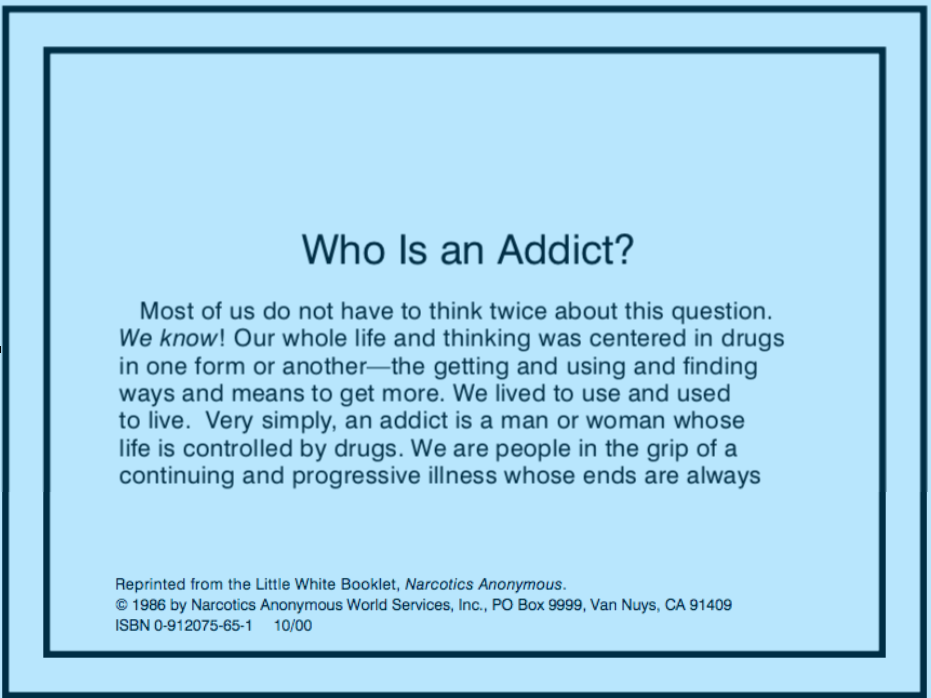 Who Is an Addict?
Most of us do not have to think twice about this question.
We know! Our whole life and thinking was centered in drugs
in one form or another—the getting and using and finding
ways and means to get more. We lived to use and used
to live.  Very simply, an addict is a man or woman whose
life is controlled by drugs. We are people in the grip of a
continuing and progressive illness whose ends are always
Reprinted from the Little White Booklet, Narcotics Anonymous.
© 1986 by Narcotics Anonymous World Services, Inc., PO Box 9999, Van Nuys, CA 91409
ISBN 0-912075-65-1     10/00